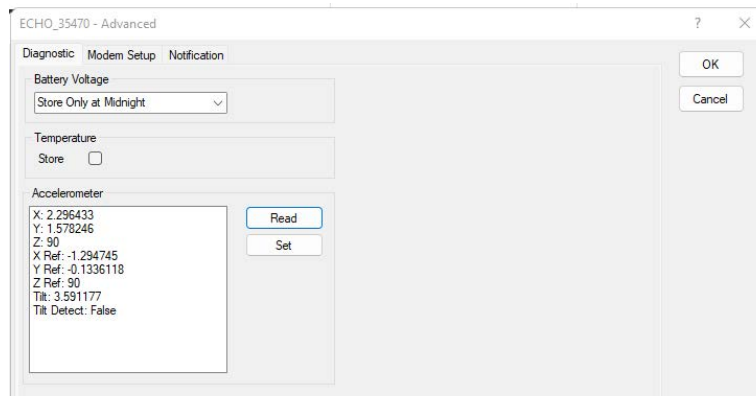 ECHO_35470 - Advanced
Diagnostic Modem Setup Notification
OK
Cancel
Battery Voltage
Store Only at Midnight
Temperature
Store
Accelerometer
X: 2.296433
Y: 1.578246
Z: 90
X Ref: -1.294745
Y Ref: -0.1336118
Z Ref: 90
Tilt: 3.591177
Tilt Detect: False
Read
Set